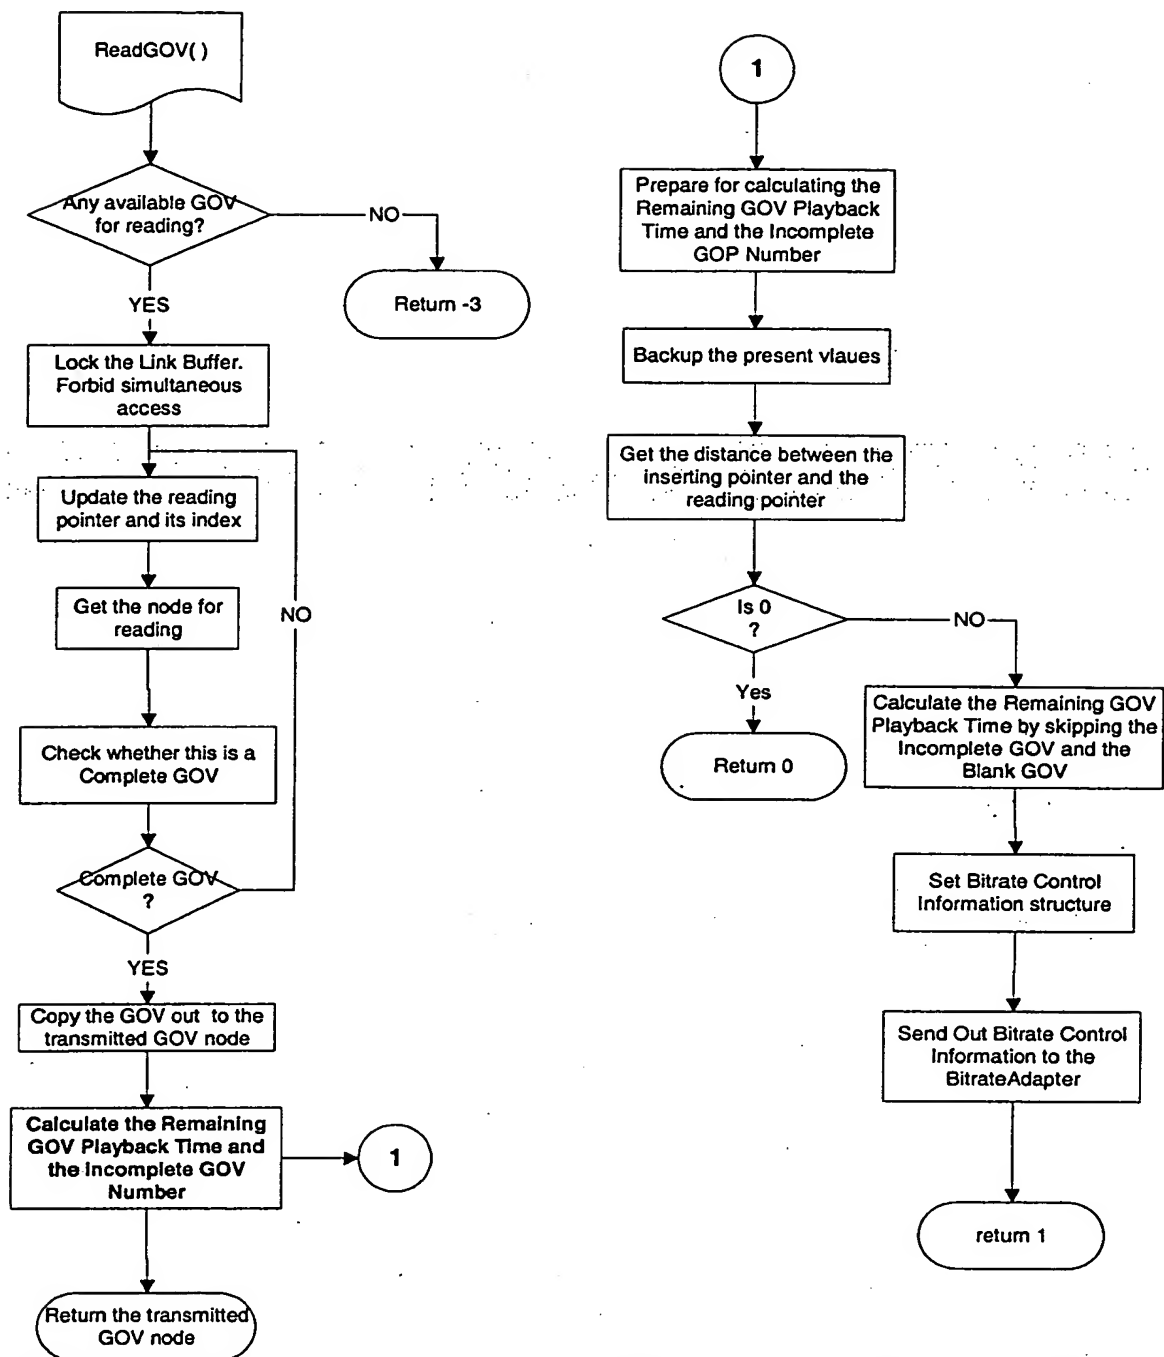 ReadGOV( )
Any available GOV
for reading?
NO
Return -3
YES
Lock the Link Buffer.
Forbid simultaneous
access
Update the reading
pointer and its index
Get the node for
reading
NO
Check whether this is a
Complete GOV
Complete GOV
?
YES
Copy the GOV out to the
transmitted GOV node
Calculate the Remaining
GOV Playback Time and
the Incomplete GOV
Number
1
Return the transmitted
GOV node
1
Prepare for calculating the
Remaining GOV Playback
Time and the Incomplete
GOP Number
Backup the present vlaues
Get the distance between the
inserting pointer and the
reading pointer
Is 0
?
NO
Yes
Return 0
Calculate the Remaining GOV
Playback Time by skipping the
Incomplete GOV and the
Blank GOV
Set Bitrate Control
Information structure
Send Out Bitrate Control
Information to the
BitrateAdapter
return 1